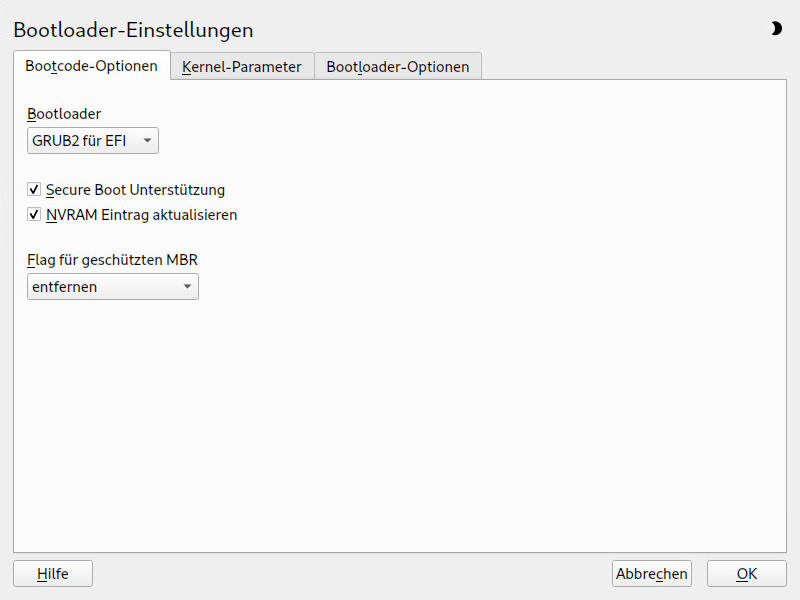 Bootloader-Einstellungen
Bootcode-Optionen Kernel-Parameter Bootloader-Optionen
Bootloader
GRUB2 für EFI
Secure Boot Unterstützung
NVRAM Eintrag aktualisieren
Flag für geschützten MBR
entfernen
Hilfe Abbrechen OK